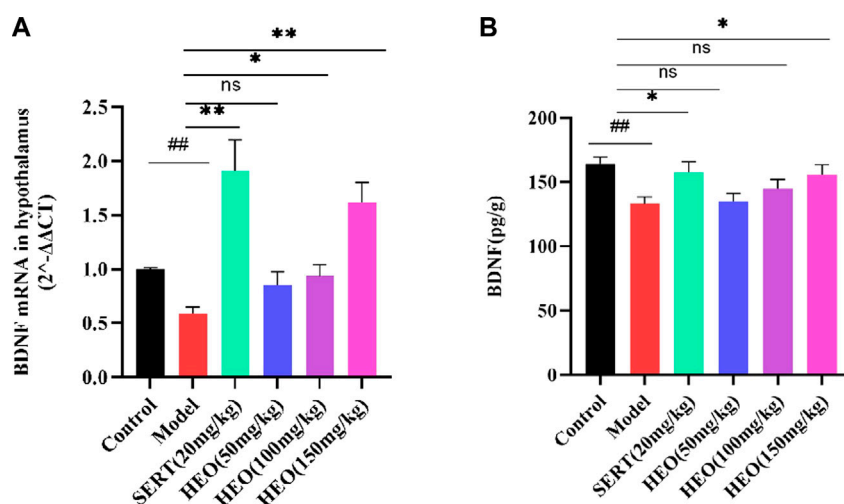 A
**
*
ns
**
##
2.5
2.0
1.5
1.0
0.5
0.0
BDNF mRNA in hypothalamus
(2^-ΔΔCT)
Control
Model
SERT(20mg/kg)
HEO(50mg/kg)
HEO(100mg/kg)
HEO(150mg/kg)
B
*
ns
ns
*
##
200
150
100
50
0
BDNF(pg/g)
Control
Model
SERT(20mg/kg)
HEO(50mg/kg)
HEO(100mg/kg)
HEO(150mg/kg)